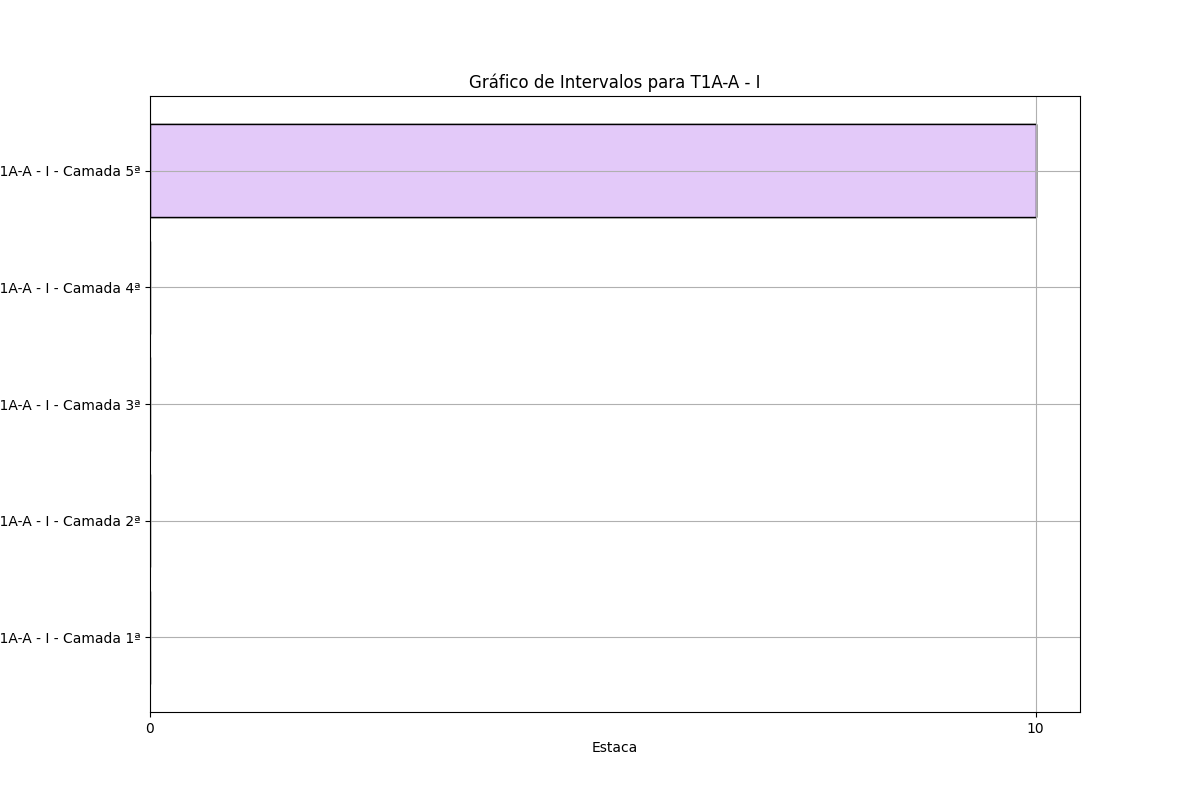 Gráfico de Intervalos para T1A-A - I
1A-A - I - Camada 5ª
1A-A - I - Camada 4ª
1A-A - I - Camada 3ª
1A-A - I - Camada 2ª
1A-A - I - Camada 1ª
0 10
Estaca